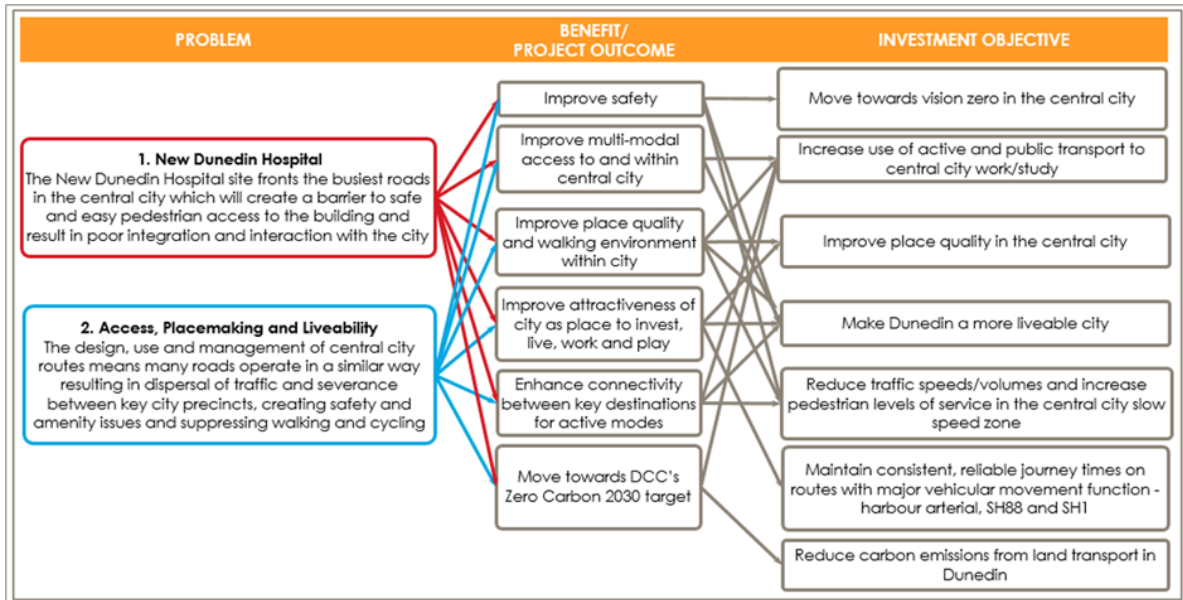 PROBLEM
BENEFIT/
PROJECT OUTCOME
INVESTMENT OBJECTIVE
1. New Dunedin Hospital
The New Dunedin Hospital site fronts the busiest roads
in the central city which will create a barrier to safe
and easy pedestrian access to the building and
result in poor integration and interaction with the city
2. Access, Placemaking and Liveability
The design, use and management of central city
routes means many roads operate in a similar way
resulting in dispersal of traffic and severance
between key city precincts, creating safety and
amenity issues and suppressing walking and cycling
Improve safety
Improve multi-modal
access to and within
central city
Improve place quality
and walking environment
within city
Improve attractiveness of
city as place to invest,
live, work and play
Enhance connectivity
between key destinations
for active modes
Move towards DCC's
Zero Carbon 2030 target
Move towards vision zero in the central city
Increase use of active and public transport to
central city work/study
Improve place quality in the central city
Make Dunedin a more liveable city
Reduce traffic speeds/volumes and increase
pedestrian levels of service in the central city slow
speed zone
Maintain consistent, reliable journey times on
routes with major vehicular movement function -
harbour arterial, SH88 and SH1
Reduce carbon emissions from land transport in
Dunedin